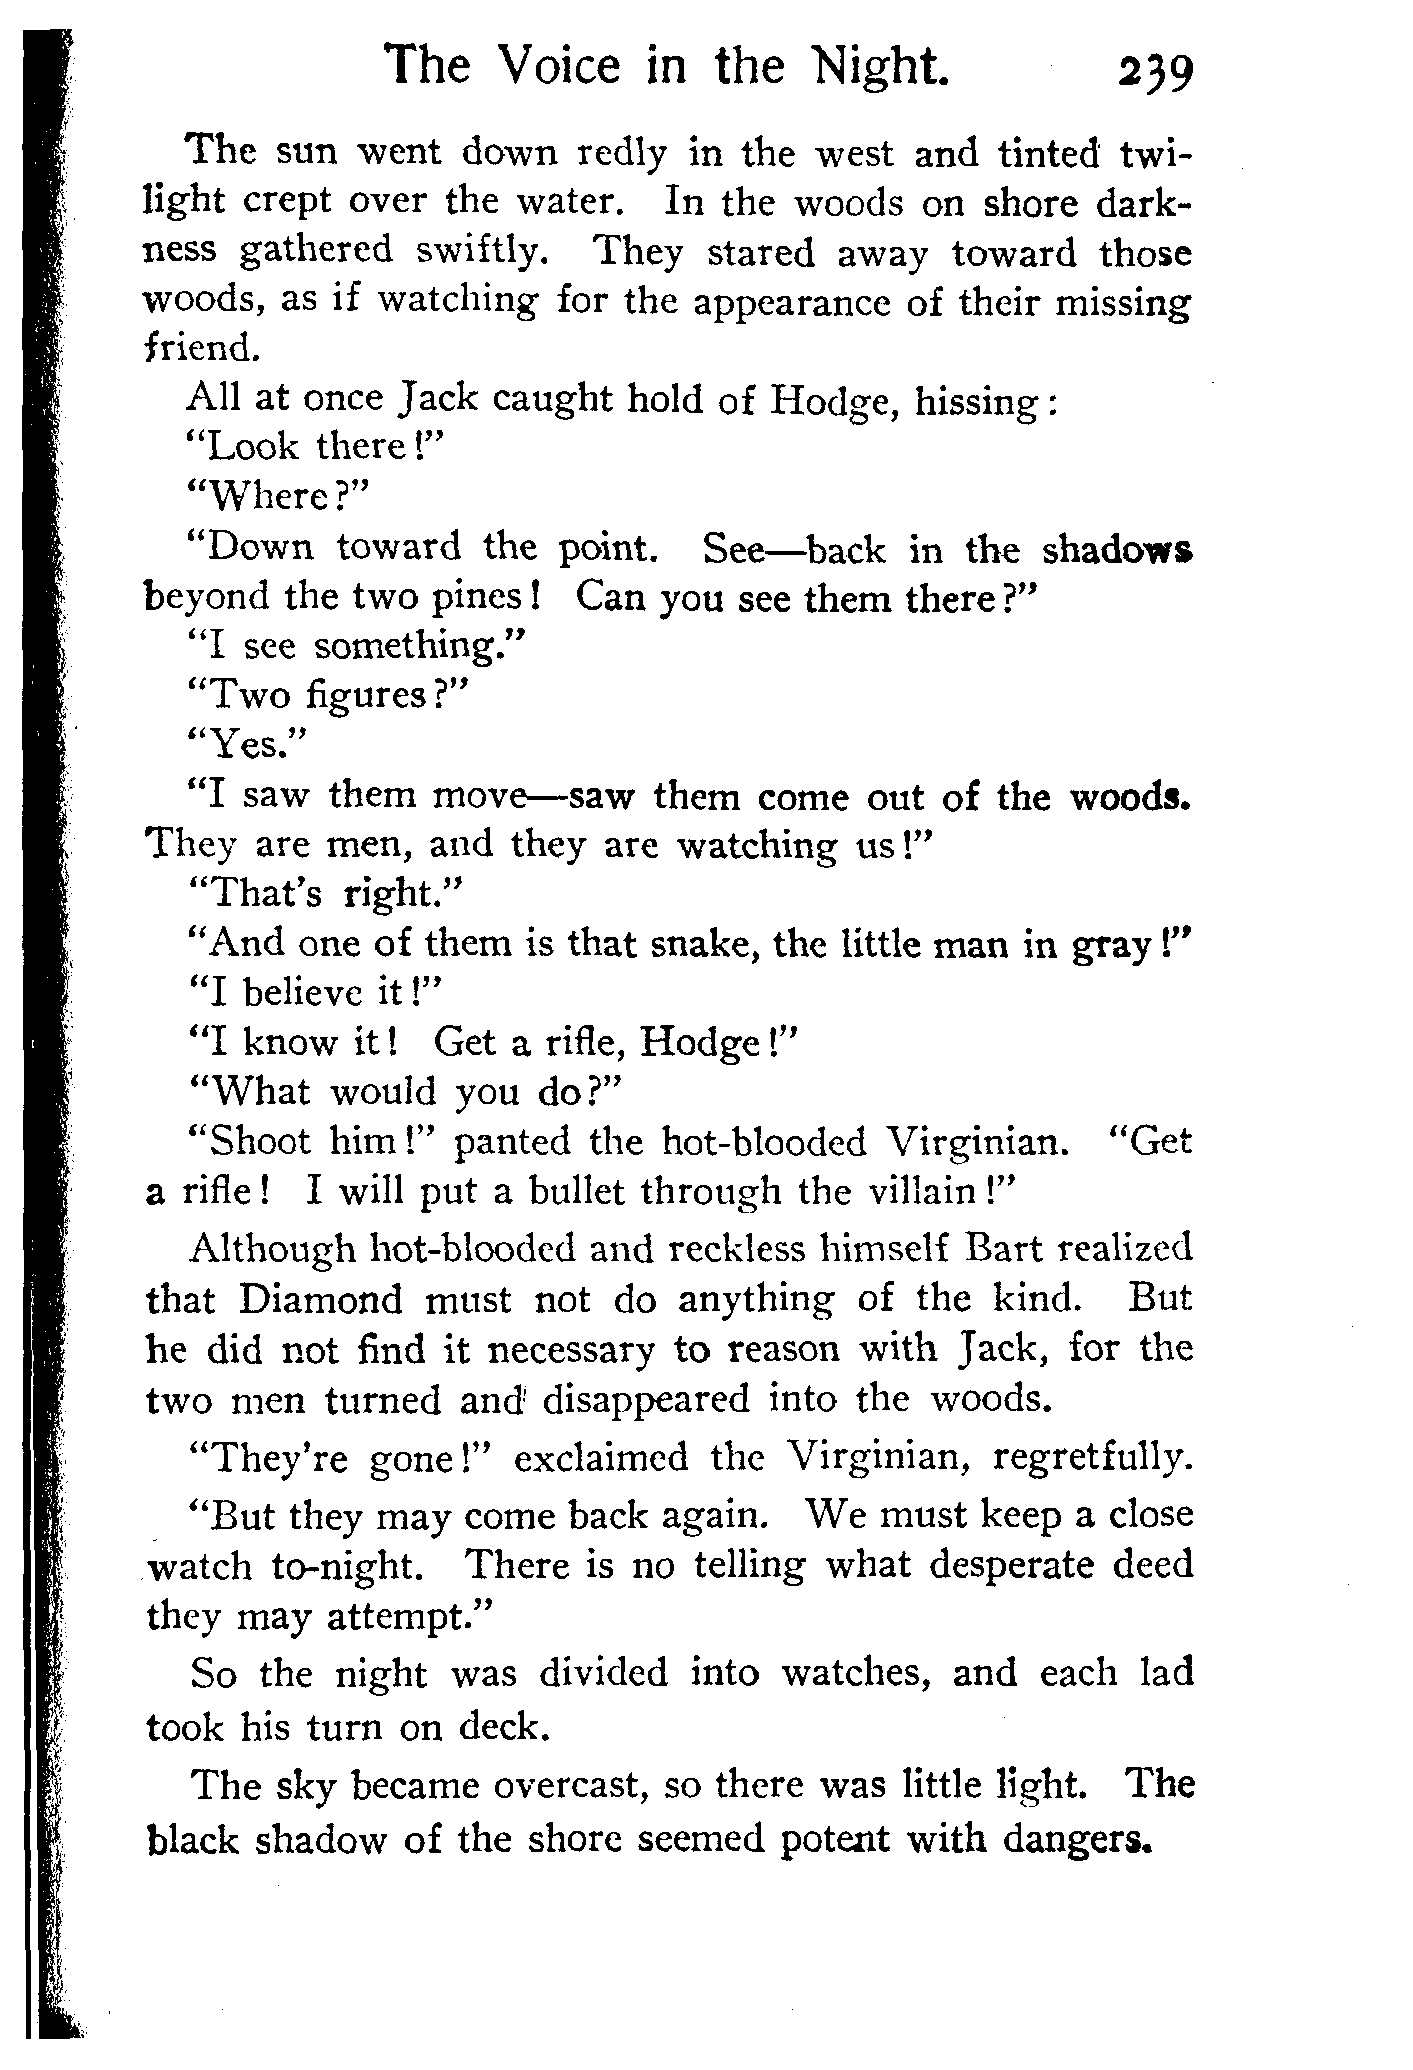 The Voice in the Night. 239
The sun went down redly in the west and tinted twi-
light crept over the water. In the woods on shore dark-
ness gathered swiftly. They stared away toward those
woods, as if watching for the appearance of their missing
friend.
All at once Jack caught hold of Hodge, hissing:
"Look there!"
"Where?"
"Down toward the point. See—back in the shadows
beyond the two pines! Can you see them there?"
"I see something."
"Two figures?"
"Yes."
"I saw them move—saw them come out of the woods.
They are men, and they are watching us!"
"That's right."
"And one of them is that snake, the little man in gray!"
"I believe it!"
"I know it! Get a rifle, Hodge!"
"What would you do?"
"Shoot him!" panted the hot-blooded Virginian. "Get
a rifle! I will put a bullet through the villain!"
Although hot-blooded and reckless himself Bart realized
that Diamond must not do anything of the kind. But
he did not find it necessary to reason with Jack, for the
two men turned and disappeared into the woods.
"They're gone!" exclaimed the Virginian, regretfully.
"But they may come back again. We must keep a close
watch to-night. There is no telling what desperate deed
they may attempt."
So the night was divided into watches, and each lad
took his turn on deck.
The sky became overcast, so there was little light. The
black shadow of the shore seemed potent with dangers.